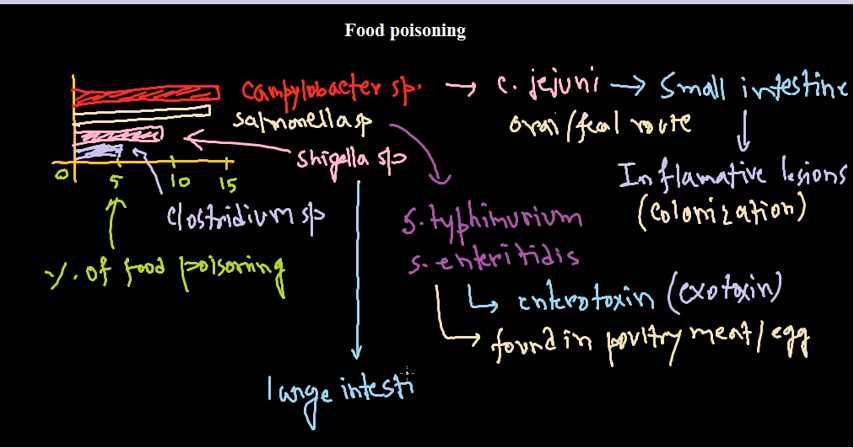 Food poisoning
Campylobacter sp. → C. jejuni → Small intestine
Salmonella sp
oral/fecal route
Shigella sp
Inflamative lesions
0 5 10 15
(colonization)
Clostridium sp
S. typhimurium
S. enteritidis
%. of food poisoning
enterotoxin (exotoxin)
found in poultry meat/egg
large intesti